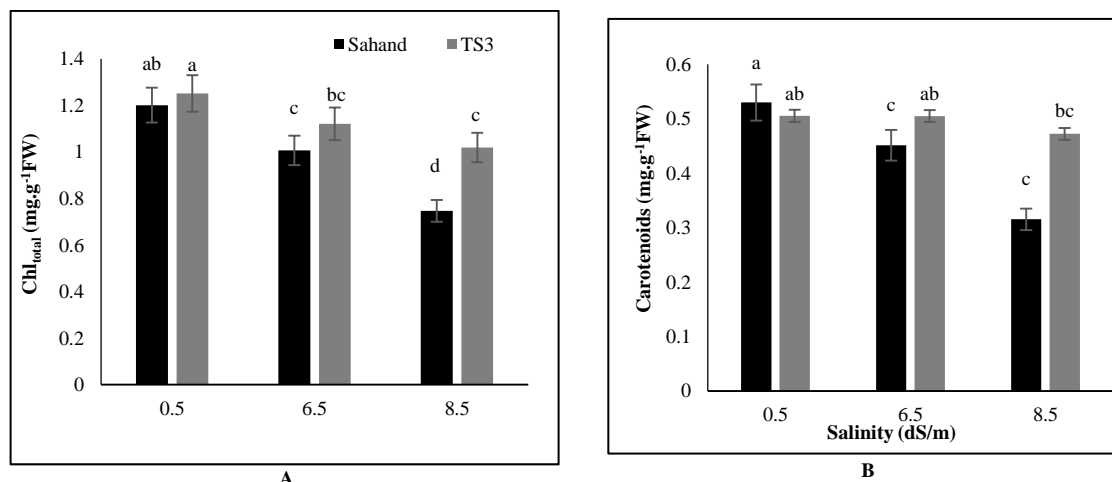 Sahand TS3
1.4
1.2
1
0.8
0.6
0.4
0.2
0
Chltotal (mg.g-1FW)
ab a
c bc
d c
0.5 6.5 8.5
A
0.6
0.5
0.4
0.3
0.2
0.1
0
Carotenoids (mg.g-1FW)
a ab
c ab
c bc
0.5 6.5 8.5
Salinity (dS/m)
B